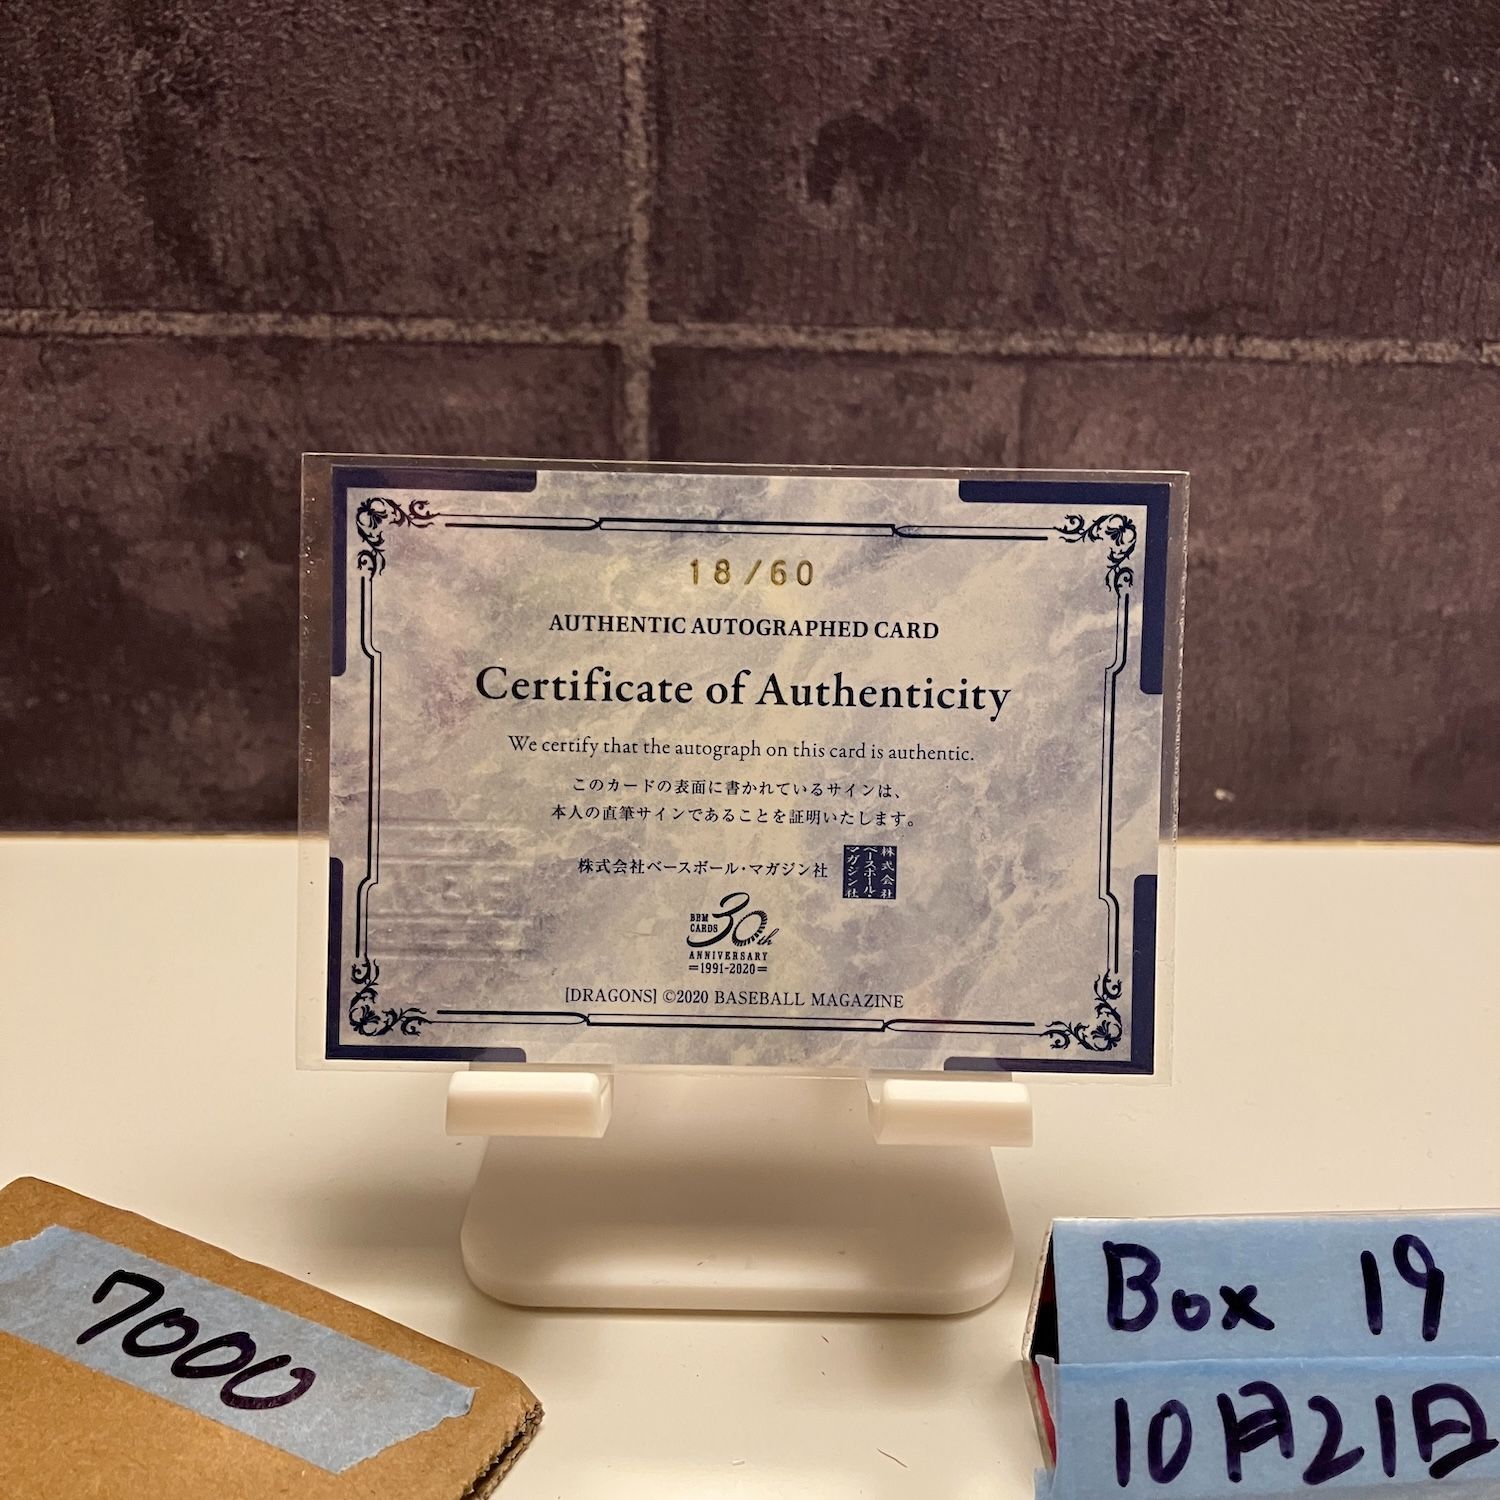 18/60
AUTHENTIC AUTOGRAPHED CARD
Certificate of Authenticity
We certify that the autograph on this card is authentic.
このカードの表面に書かれているサインは、
本人の直筆サインであることを証明いたします。
株式会社ベースボール・マガジン社
株式会社
ベースボール・
マガジン社
BBM
CARDS
30th
ANNIVERSARY
=1991-2020=
[DRAGONS] ©2020 BASEBALL MAGAZINE
7000
Box 19
10月21日